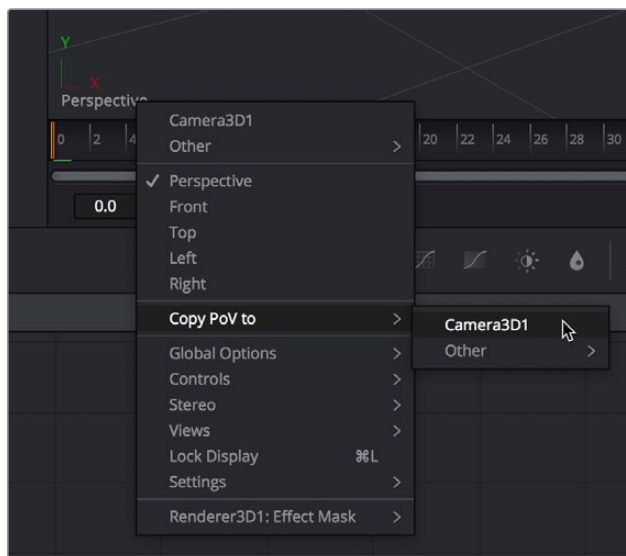 Y
X
Perspective
Camera3D1
Other
0 2 4 20 22 24 26 28 30
Perspective
0.0
Front
Top
Left
Right
Copy PoV to
Camera3D1
Other
Global Options
Controls
Stereo
Views
Lock Display ⌘L
Settings
Renderer3D1: Effect Mask